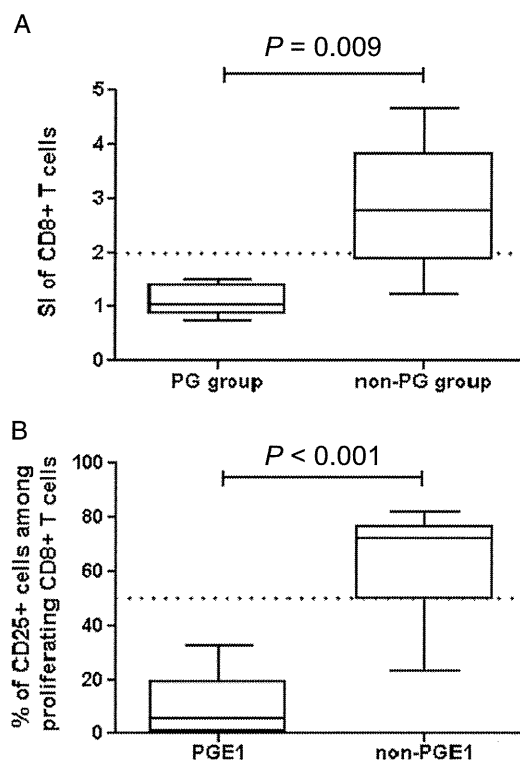 A
P = 0.009
SI of CD8+ T cells
5
4
3
2
1
0
PG group
non-PG group
B
P < 0.001
% of CD25+ cells among
proliferating CD8+ T cells
100
80
60
40
20
0
PGE1
non-PGE1